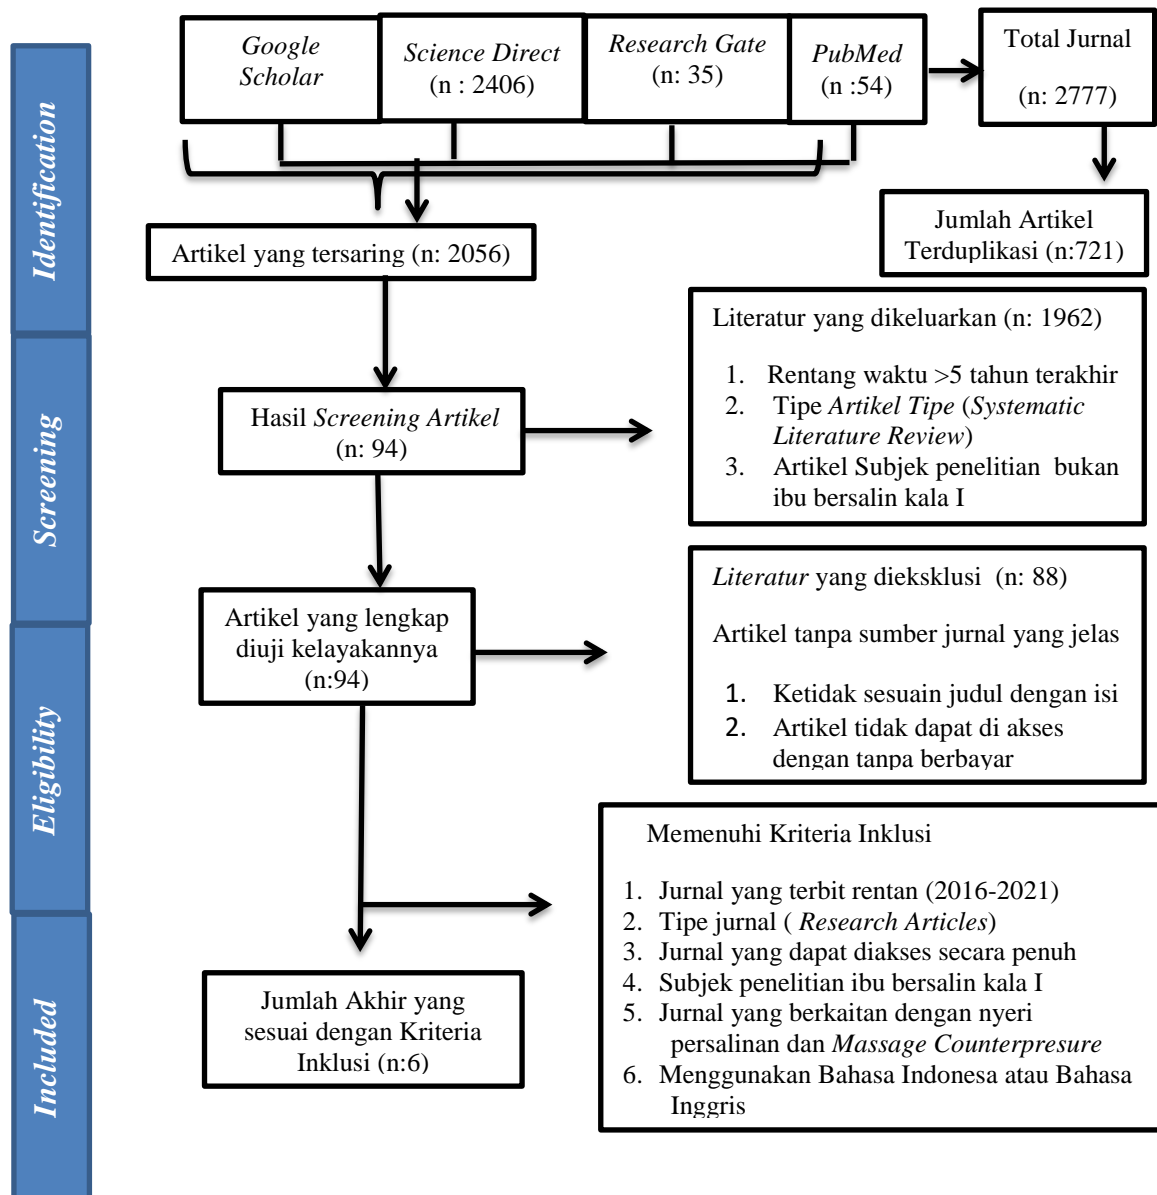 Google
Scholar
Science Direct
(n : 2406)
Research Gate
(n: 35)
PubMed
(n :54)
Total Jurnal
(n: 2777)
Identification
Jumlah Artikel
Terduplikasi (n:721)
Artikel yang tersaring (n: 2056)
Literatur yang dikeluarkan (n: 1962)
1. Rentang waktu >5 tahun terakhir
2. Tipe Artikel Tipe (Systematic
Literature Review)
3. Artikel Subjek penelitian bukan
ibu bersalin kala I
Screening
Hasil Screening Artikel
(n: 94)
Literatur yang dieksklusi (n: 88)
Artikel tanpa sumber jurnal yang jelas
1. Ketidak sesuain judul dengan isi
2. Artikel tidak dapat di akses
dengan tanpa berbayar
Artikel yang lengkap
diuji kelayakannya
(n:94)
Eligibility
Memenuhi Kriteria Inklusi
1. Jurnal yang terbit rentan (2016-2021)
2. Tipe jurnal ( Research Articles)
3. Jurnal yang dapat diakses secara penuh
4. Subjek penelitian ibu bersalin kala I
5. Jurnal yang berkaitan dengan nyeri
persalinan dan Massage Counterpresure
6. Menggunakan Bahasa Indonesa atau Bahasa
Inggris
Jumlah Akhir yang
sesuai dengan Kriteria
Inklusi (n:6)
Included